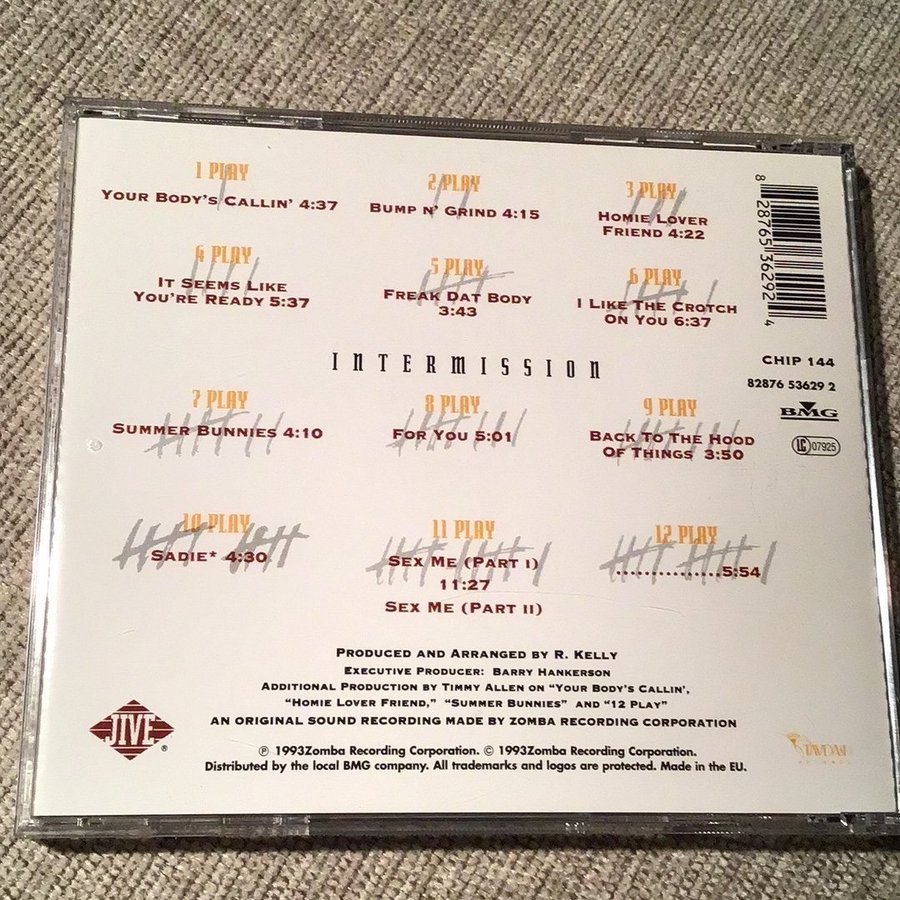 1 PLAY
YOUR BODY'S CALLIN' 4:37
2 PLAY
BUMP N' GRIND 4:15
3 PLAY
HOMIE LOVER
FRIEND 4:22
4 PLAY
IT SEEMS LIKE
YOU'RE READY 5:37
5 PLAY
FREAK DAT BODY
3:43
6 PLAY
I LIKE THE CROTCH
ON YOU 6:37
INTERMISSION
7 PLAY
SUMMER BUNNIES 4:10
8 PLAY
FOR YOU 5:01
9 PLAY
BACK TO THE HOOD
OF THINGS 3:50
10 PLAY
SADIE* 4:30
11 PLAY
SEX ME (PART I)
11:27
SEX ME (PART II)
12 PLAY
................5:54
8 28765 36292 4
CHIP 144
82876 53629 2
BMG
LC 07925
PRODUCED AND ARRANGED BY R. KELLY
EXECUTIVE PRODUCER: BARRY HANKERSON
ADDITIONAL PRODUCTION BY TIMMY ALLEN ON "YOUR BODY'S CALLIN',
"HOMIE LOVER FRIEND," "SUMMER BUNNIES" AND "12 PLAY"
AN ORIGINAL SOUND RECORDING MADE BY ZOMBA RECORDING CORPORATION
JIVE®
℗ 1993Zomba Recording Corporation. © 1993Zomba Recording Corporation.
Distributed by the local BMG company. All trademarks and logos are protected. Made in the EU.